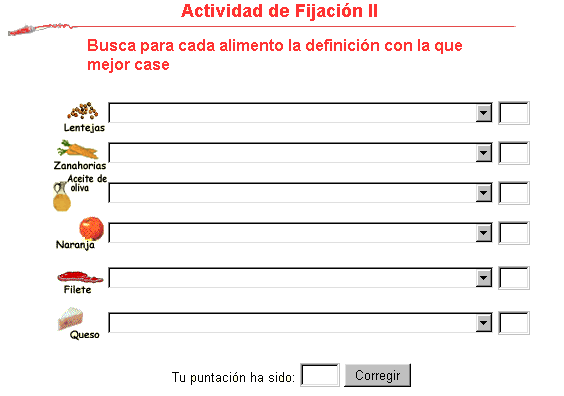 Actividad de Fijación II
Busca para cada alimento la definición con la que
mejor case
Lentejas
Zanahorias
Aceite de
oliva
Naranja
Filete
Queso
Tu puntación ha sido:
Corregir